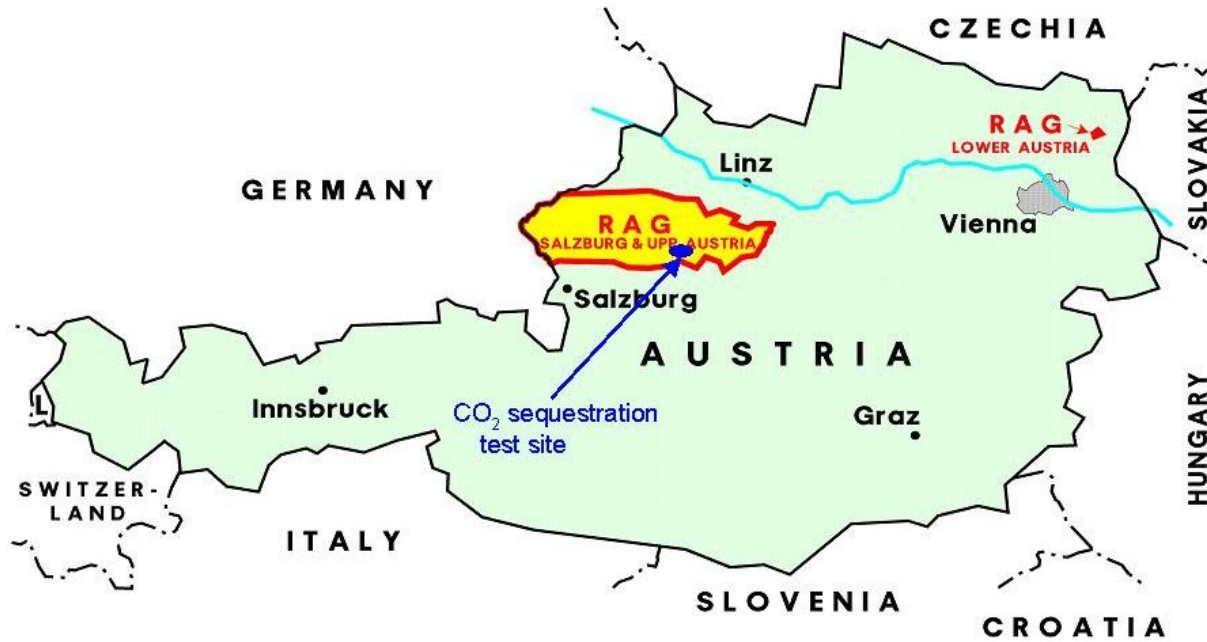 CZECHIA
SLOVAKIA
RAG
LOWER AUSTRIA
Linz
GERMANY
Vienna
RAG
SALZBURG & UPP. AUSTRIA
Salzburg
AUSTRIA
L
Innsbruck
CO₂ sequestration
test site
Graz
HUNGARY
SWITZER-
LAND
ITALY
SLOVENIA
CROATIA